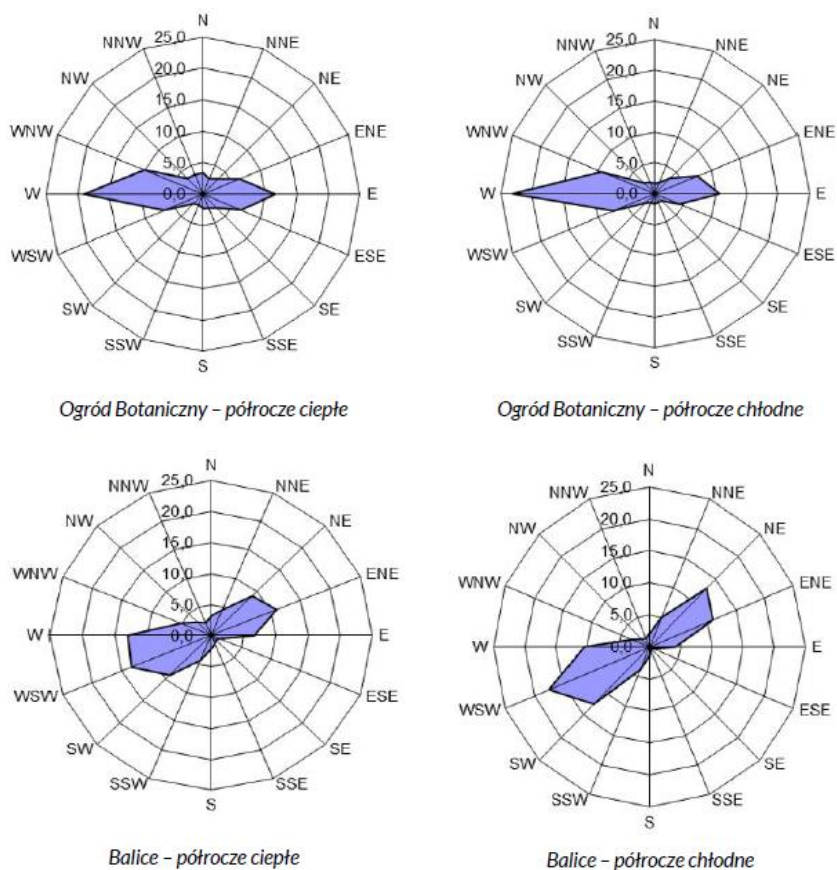 N
NNW
25,0
NNE
NW
20,0
NE
15,0
WNW
10,0
ENE
5,0
W
0,0
E
WSW
ESE
SW
SE
SSW
SSE
S
Ogród Botaniczny – półrocze ciepłe
N
NNW
25,0
NNE
NW
20,0
NE
15,0
WNW
10,0
ENE
5,0
W
0,0
E
WSW
ESE
SW
SE
SSW
SSE
S
Ogród Botaniczny – półrocze chłodne
N
NNW
25,0
NNE
NW
20,0
NE
15,0
WNW
10,0
ENE
5,0
W
0,0
E
WSW
ESE
SW
SE
SSW
SSE
S
Balice – półrocze ciepłe
N
NNW
25,0
NNE
NW
20,0
NE
15,0
WNW
10,0
ENE
5,0
W
0,0
E
WSW
ESE
SW
SE
SSW
SSE
S
Balice – półrocze chłodne